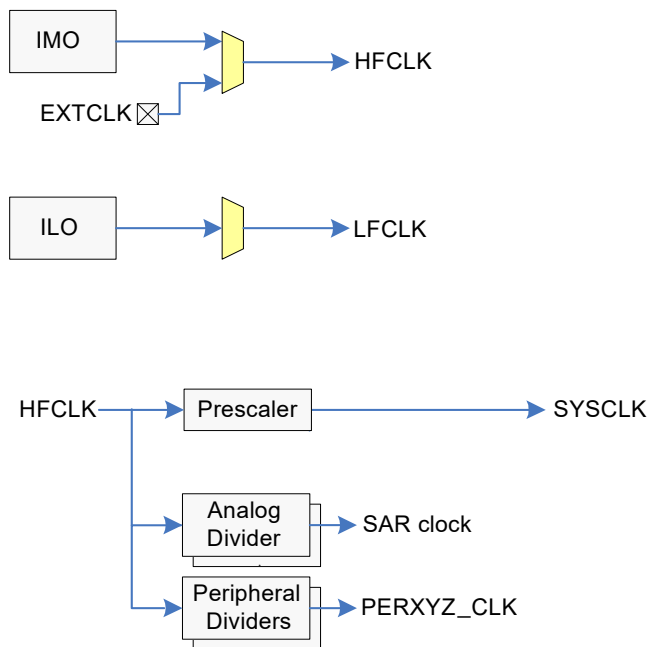 IMO
HFCLK
EXTCLK
ILO
LFCLK
HFCLK
Prescaler
SYSCLK
Analog
Divider
SAR clock
Peripheral
Dividers
PERXYZ_CLK